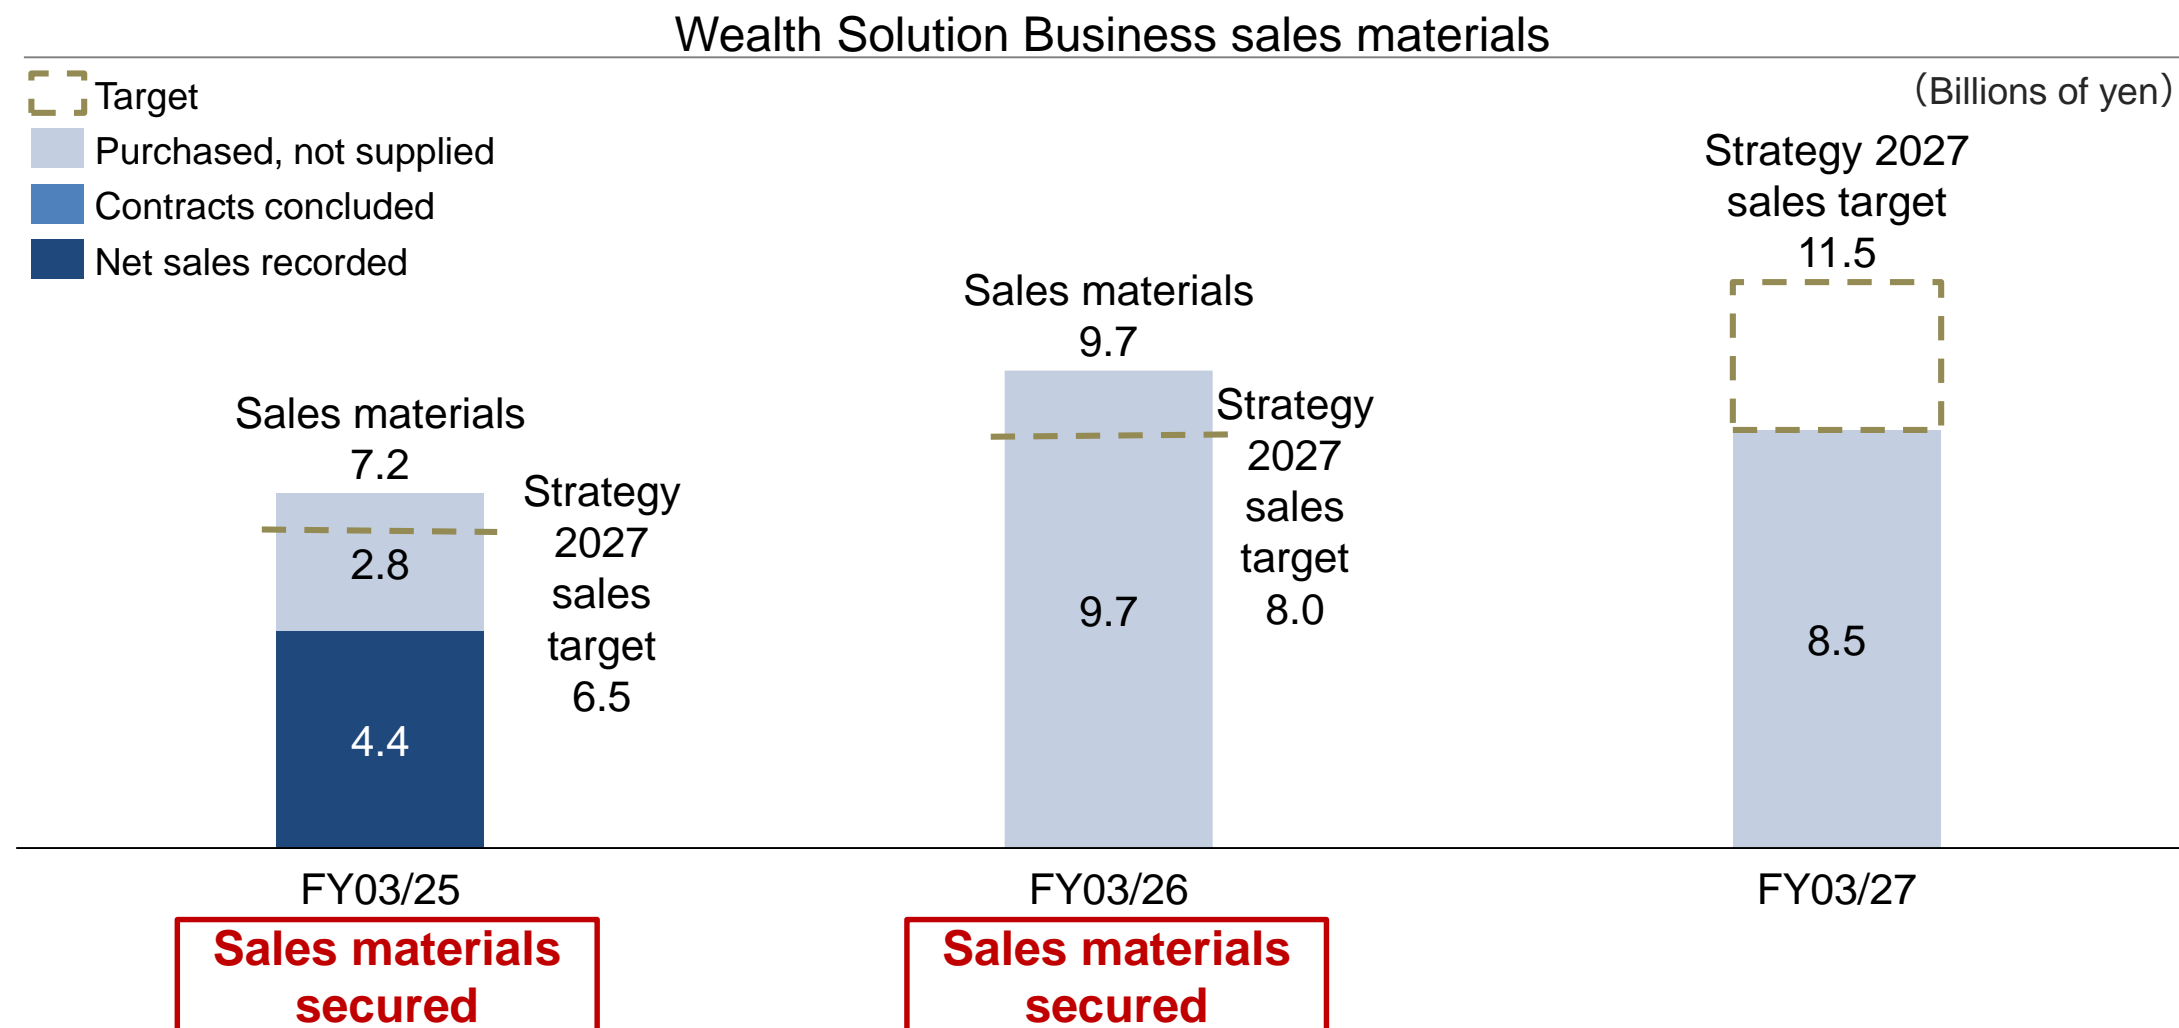 Wealth Solution Business sales materials
Target
Purchased, not supplied
Contracts concluded
Net sales recorded
（Billions of yen）
Sales materials
7.2
2.8
4.4
Strategy
2027
sales
target
6.5
FY03/25
Sales materials
secured
Sales materials
9.7
9.7
Strategy
2027
sales
target
8.0
FY03/26
Sales materials
secured
Strategy 2027
sales target
11.5
8.5
FY03/27